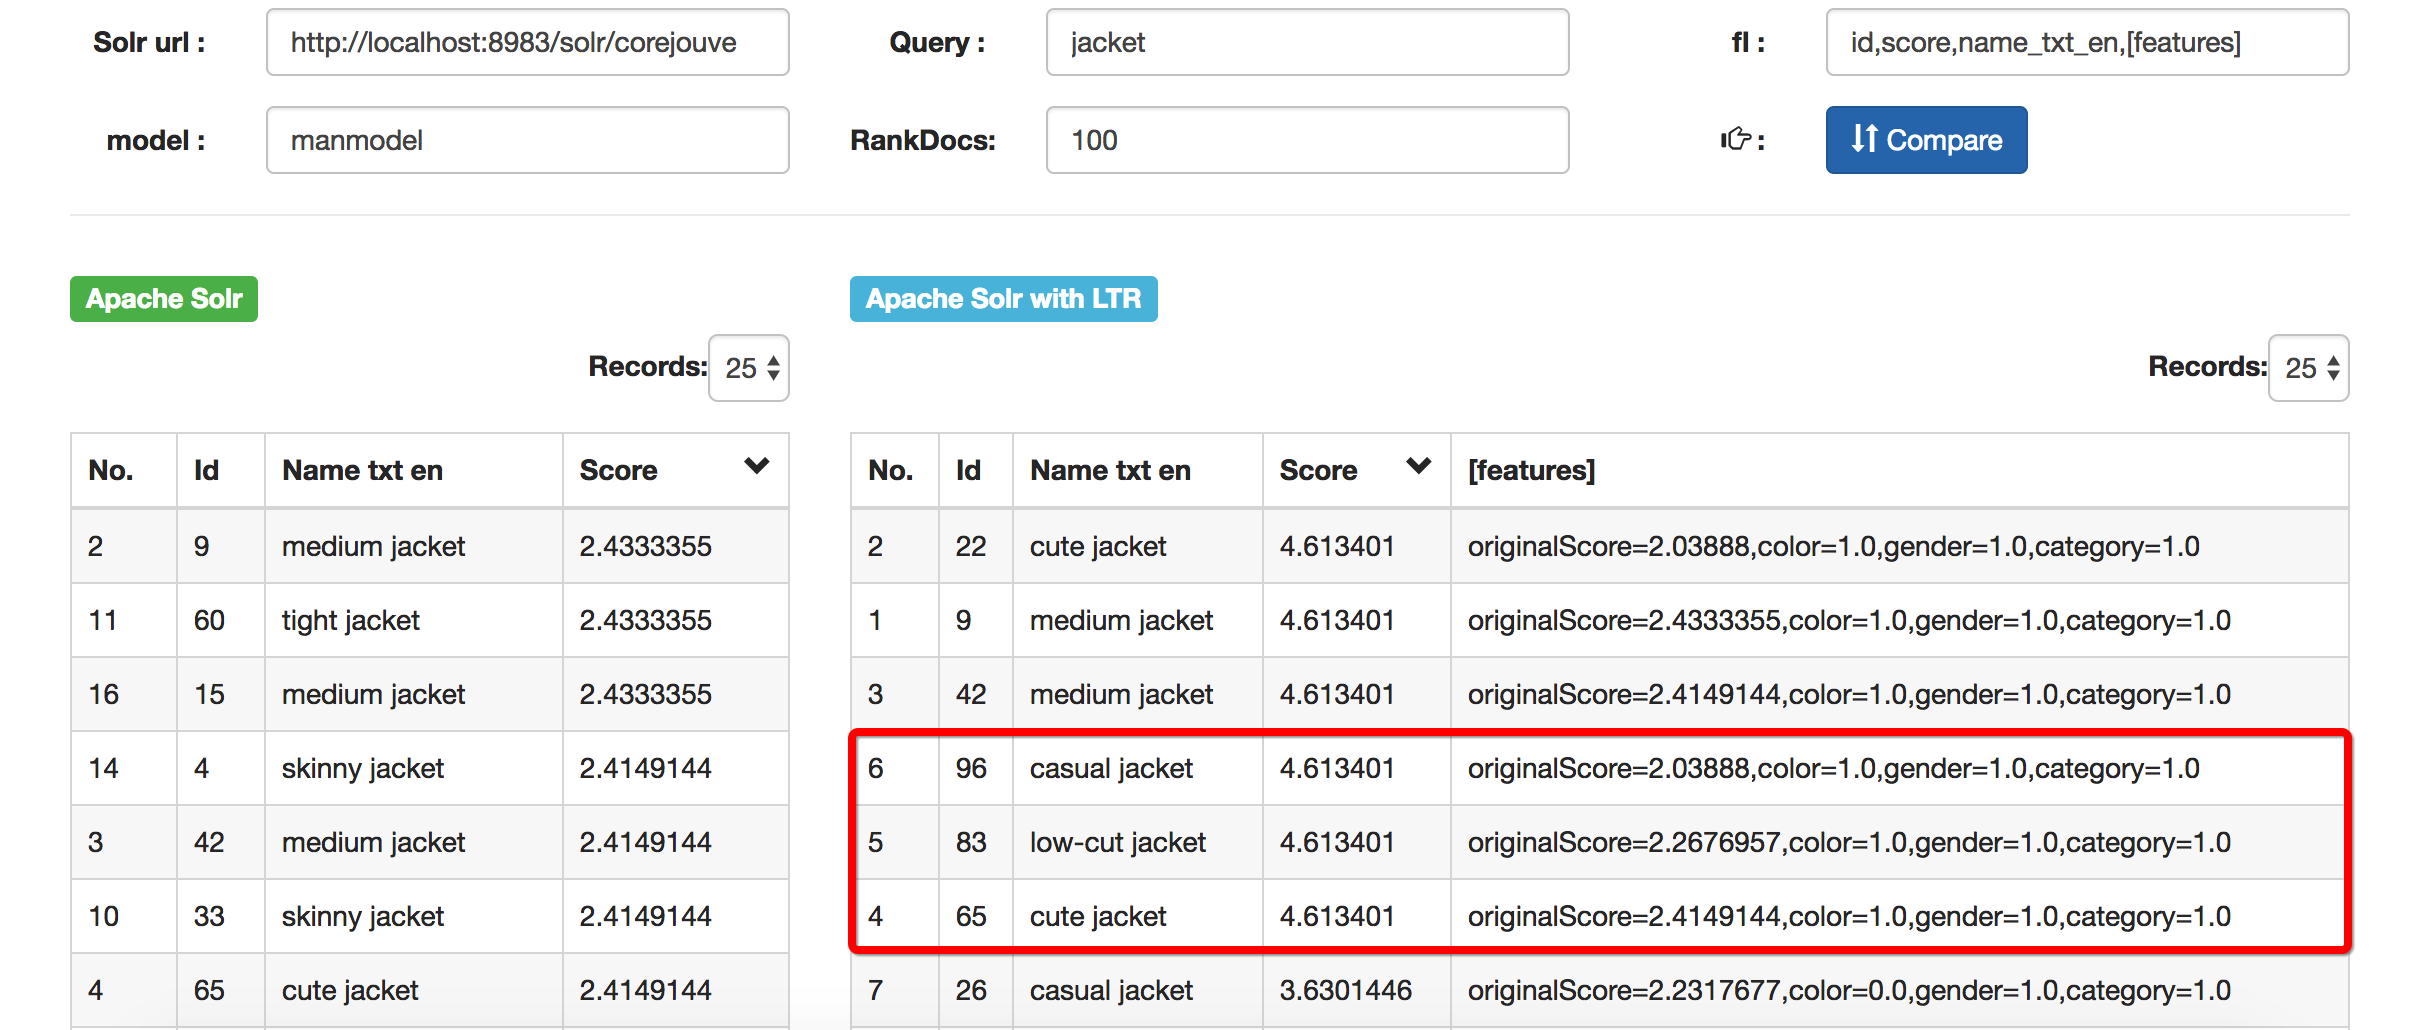 Solr url : http://localhost:8983/solr/corejouve Query : jacket fl : id,score,name_txt_en,[features]
model : manmodel RankDocs: 100 : Compare
Apache Solr Apache Solr with LTR
Records: 25 Records: 25
No. Id Name txt en Score No. Id Name txt en Score [features]
2 9 medium jacket 2.4333355 2 22 cute jacket 4.613401 originalScore=2.03888,color=1.0,gender=1.0,category=1.0
11 60 tight jacket 2.4333355 1 9 medium jacket 4.613401 originalScore=2.4333355,color=1.0,gender=1.0,category=1.0
16 15 medium jacket 2.4333355 3 42 medium jacket 4.613401 originalScore=2.4149144,color=1.0,gender=1.0,category=1.0
14 4 skinny jacket 2.4149144 6 96 casual jacket 4.613401 originalScore=2.03888,color=1.0,gender=1.0,category=1.0
3 42 medium jacket 2.4149144 5 83 low-cut jacket 4.613401 originalScore=2.2676957,color=1.0,gender=1.0,category=1.0
10 33 skinny jacket 2.4149144 4 65 cute jacket 4.613401 originalScore=2.4149144,color=1.0,gender=1.0,category=1.0
4 65 cute jacket 2.4149144 7 26 casual jacket 3.6301446 originalScore=2.2317677,color=0.0,gender=1.0,category=1.0